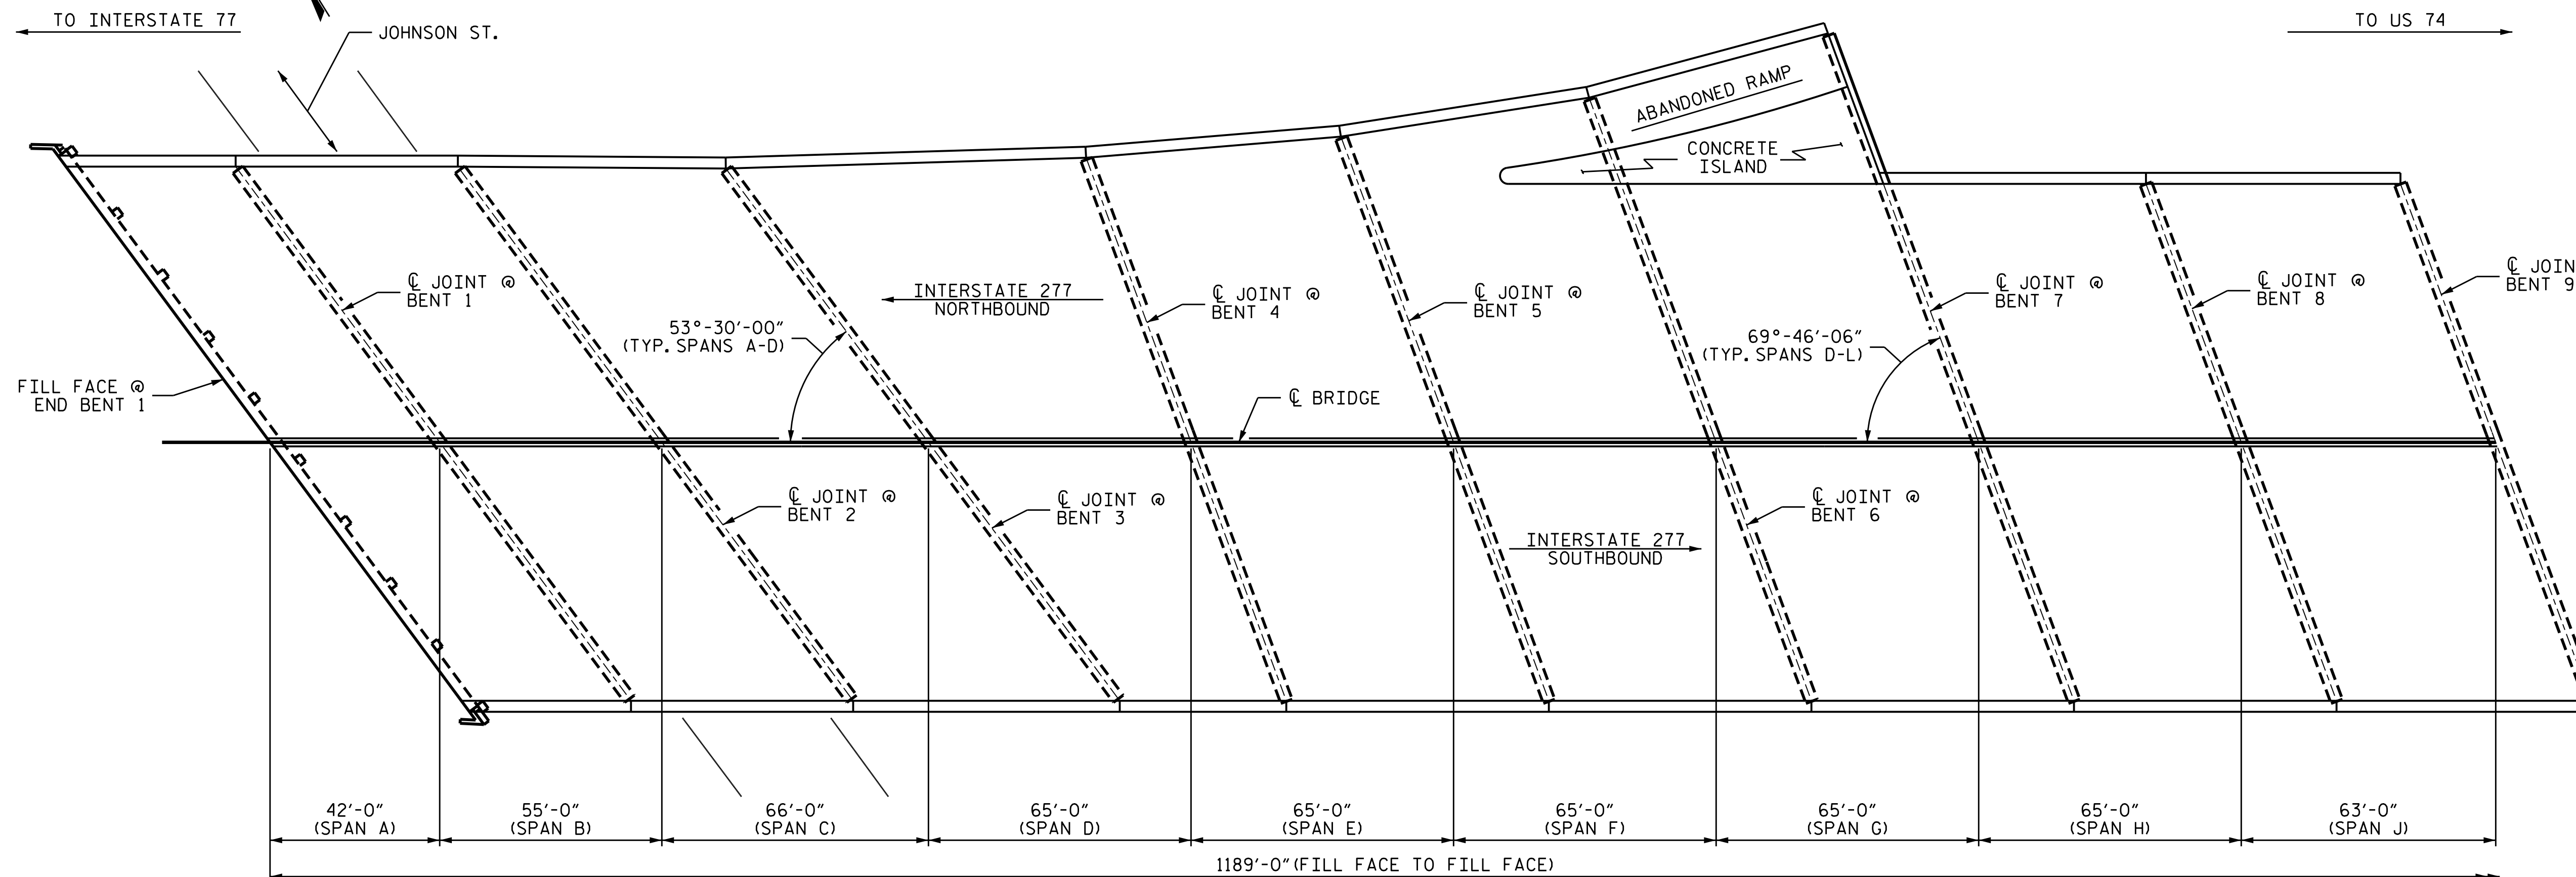 TO INTERSTATE 77
JOHNSON ST.
TO US 74
ABANDONED RAMP
CONCRETE
ISLAND
℄ JOINT @
BENT 1
INTERSTATE 277
NORTHBOUND
℄ JOINT @
BENT 4
℄ JOINT @
BENT 5
℄ JOINT @
BENT 7
℄ JOINT @
BENT 8
℄ JOIN
BENT 9
53°-30'-00"
(TYP. SPANS A-D)
69°-46'-06"
(TYP. SPANS D-L)
FILL FACE @
END BENT 1
℄ BRIDGE
℄ JOINT @
BENT 2
℄ JOINT @
BENT 3
℄ JOINT @
BENT 6
INTERSTATE 277
SOUTHBOUND
42'-0"
(SPAN A)
55'-0"
(SPAN B)
66'-0"
(SPAN C)
65'-0"
(SPAN D)
65'-0"
(SPAN E)
65'-0"
(SPAN F)
65'-0"
(SPAN G)
65'-0"
(SPAN H)
63'-0"
(SPAN J)
1189'-0" (FILL FACE TO FILL FACE)